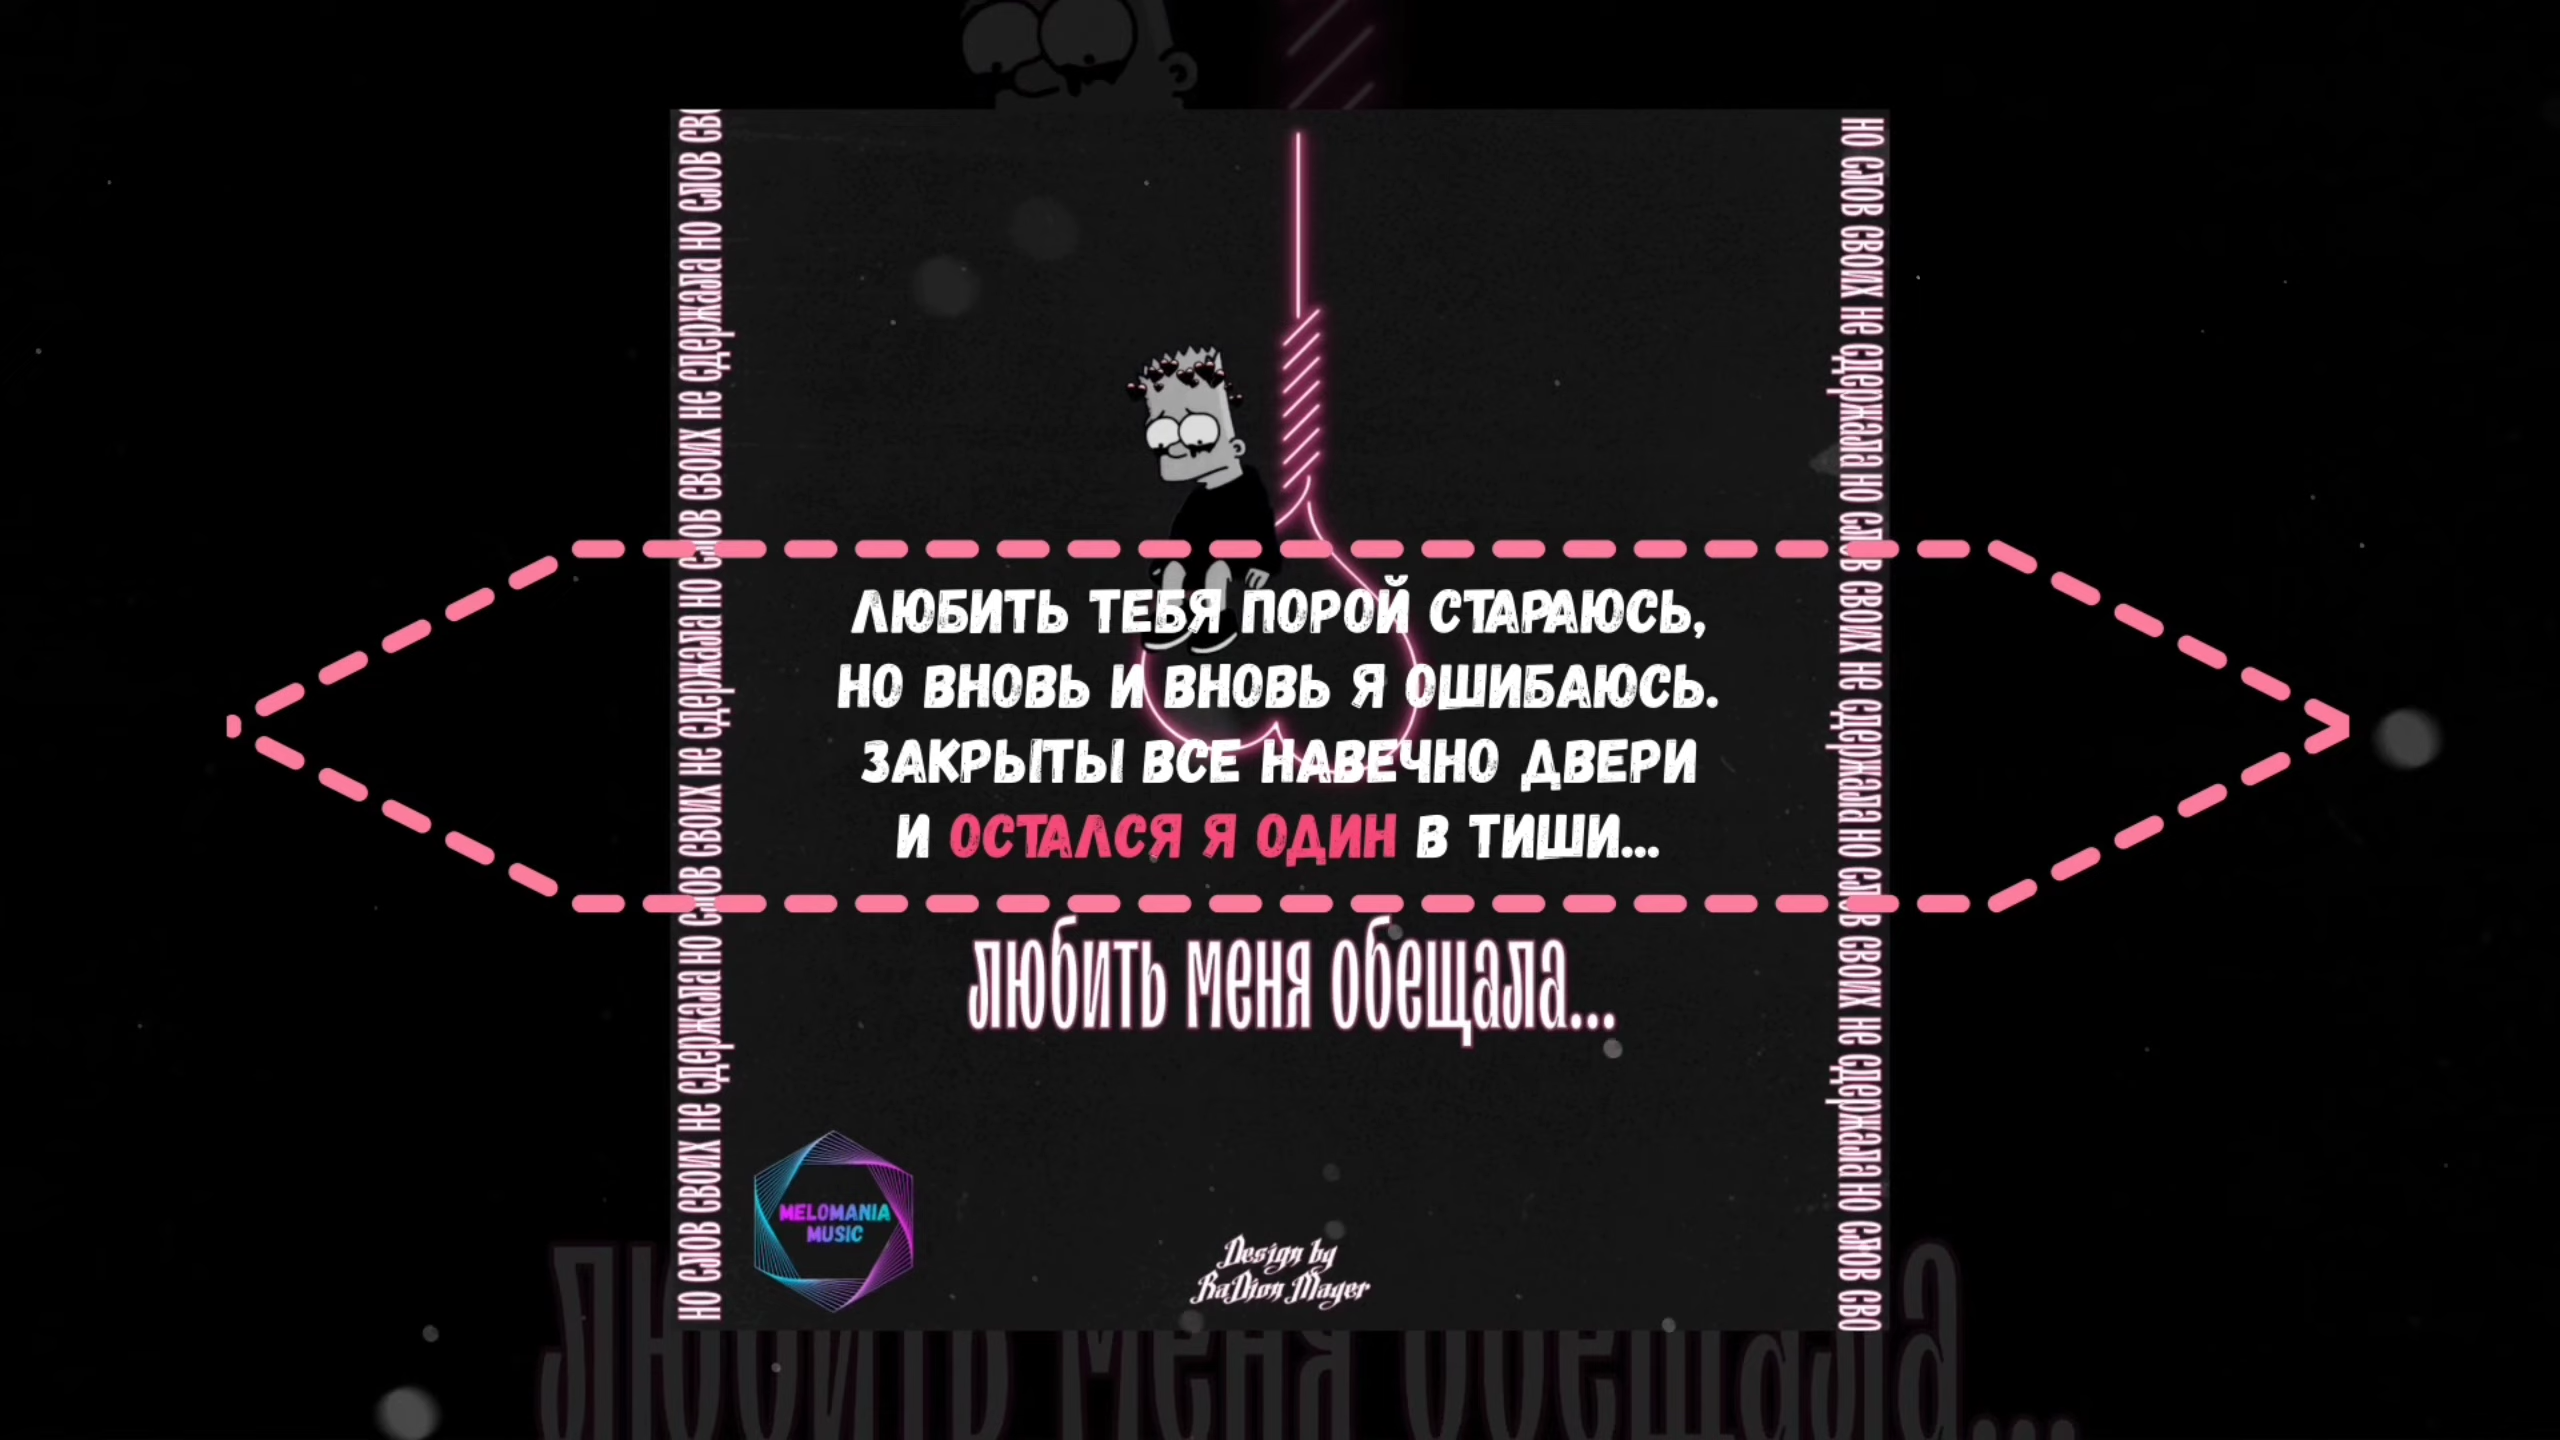 но слов своих не сдержала но слов своих не сдержала но слов своих не сдержала но слов сво
ЛЮБИТЬ ТЕБЯ ПОРОЙ СТАРАЮСЬ,
НО ВНОВЬ И ВНОВЬ Я ОШИБАЮСЬ.
ЗАКРЫТЫ ВСЕ НАВЕЧНО ДВЕРИ
И ОСТАЛСЯ Я ОДИН В ТИШИ...
любить меня обещала...
MELOMANIA
MUSIC
Design by
RaDion Mayer
но слов своих не сдержала но слов своих не сдержала но слов своих не сдержала но слов сво
любить меня обещала...